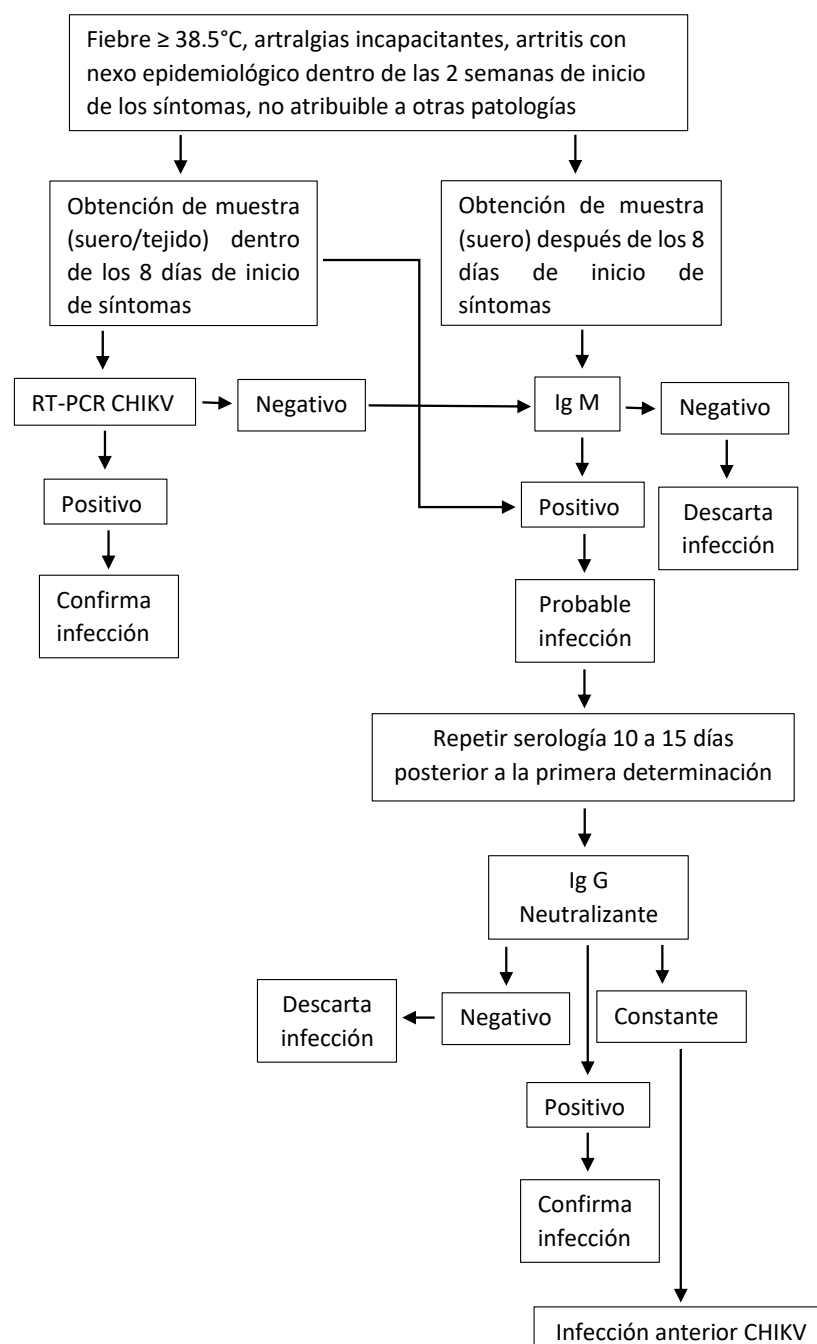 Fiebre ≥ 38.5°C, artralgias incapacitantes, artritis con
nexo epidemiológico dentro de las 2 semanas de inicio
de los síntomas, no atribuible a otras patologías
Obtención de muestra
(suero/tejido) dentro
de los 8 días de inicio
de síntomas
Obtención de muestra
(suero) después de los 8
días de inicio de
síntomas
RT-PCR CHIKV
Negativo
Ig M
Negativo
Positivo
Positivo
Descarta
infección
Confirma
infección
Probable
infección
Repetir serología 10 a 15 días
posterior a la primera determinación
Ig G
Neutralizante
Descarta
infección
Negativo
Constante
Positivo
Confirma
infección
Infección anterior CHIKV